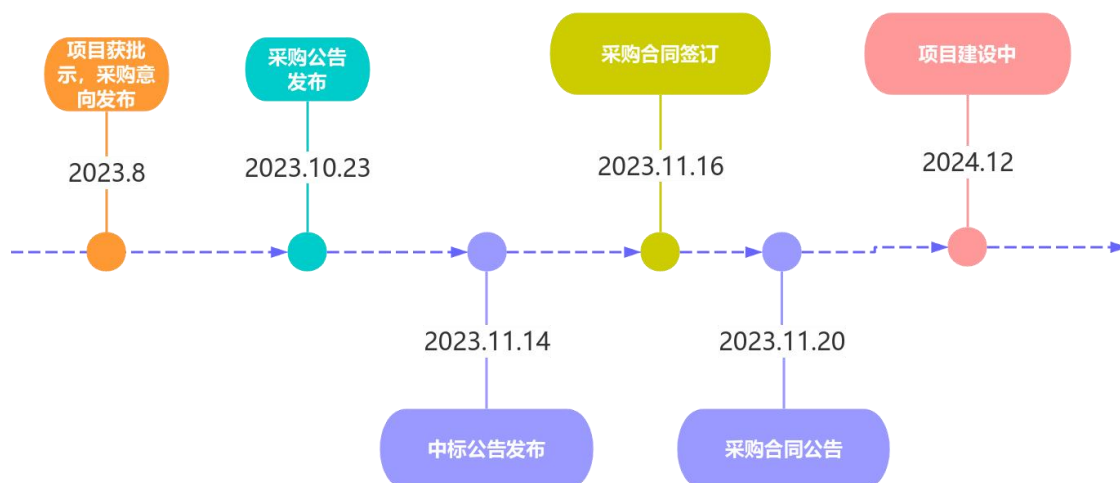 项目获批
示，采购意
向发布
2023.8
采购公告
发布
2023.10.23
2023.11.14
中标公告发布
采购合同签订
2023.11.16
2023.11.20
采购合同公告
项目建设中
2024.12